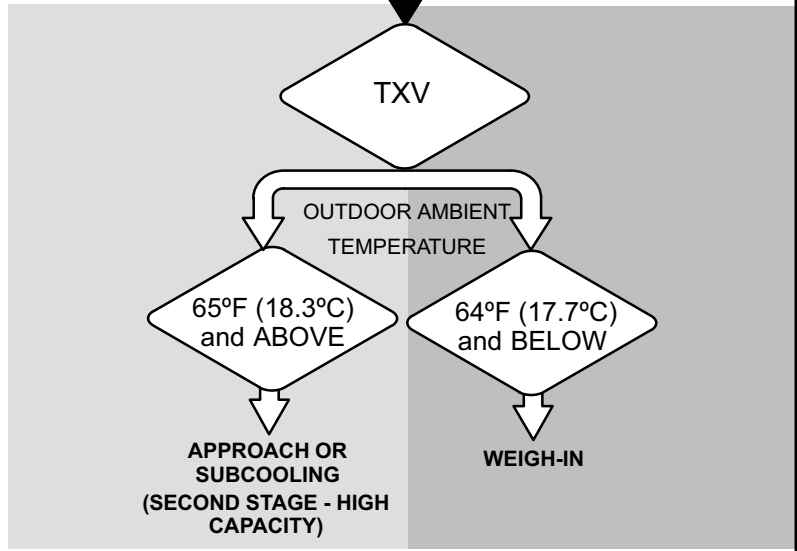 TXV
OUTDOOR AMBIENT
TEMPERATURE
65ºF (18.3ºC)
and ABOVE
64ºF (17.7ºC)
and BELOW
APPROACH OR
SUBCOOLING
(SECOND STAGE - HIGH
CAPACITY)
WEIGH-IN